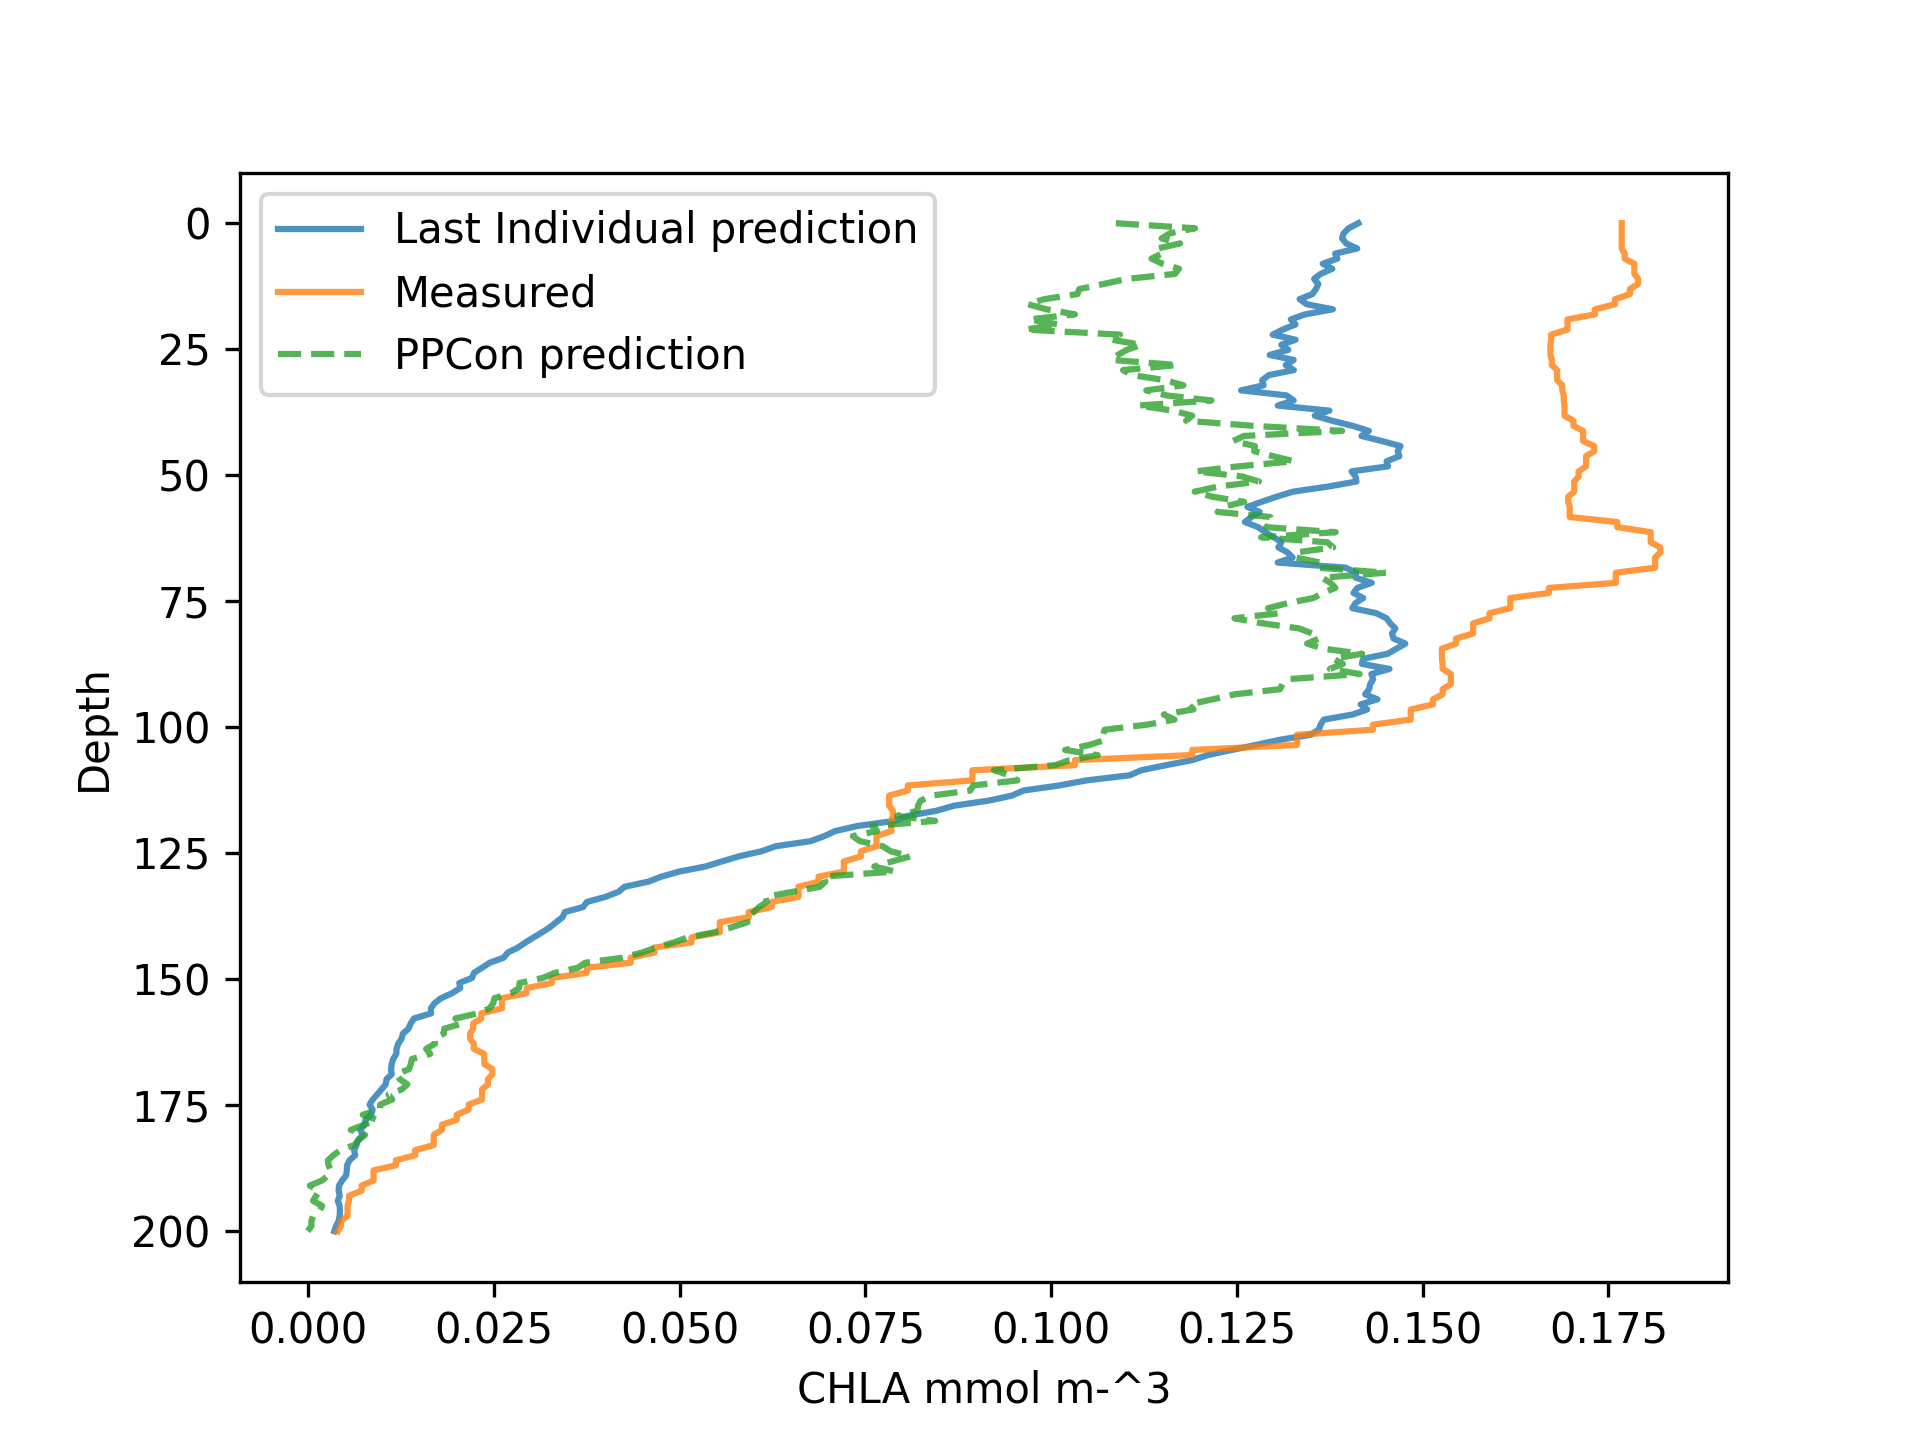 Last Individual prediction
Measured
PPCon prediction
0
25
50
75
100
125
150
175
200
Depth
0.000 0.025 0.050 0.075 0.100 0.125 0.150 0.175
CHLA mmol m-^3